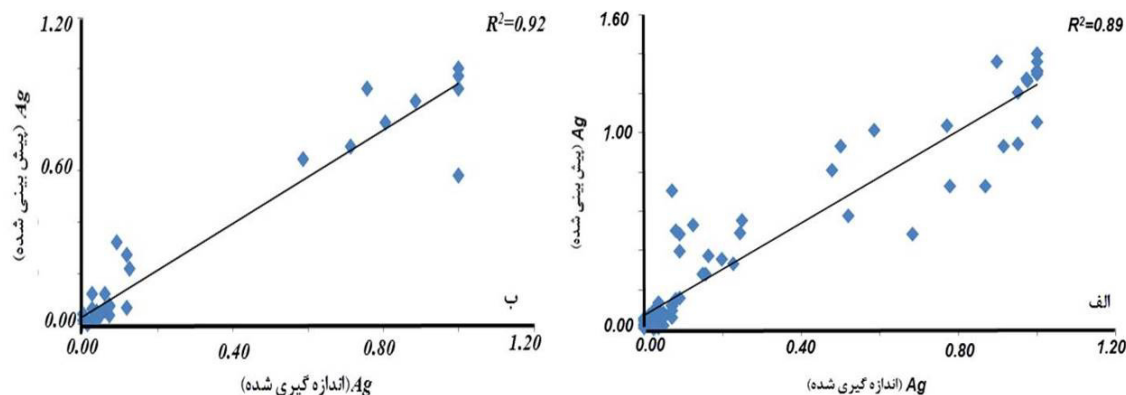 1.20
R²=0.92
Ag (پیش بینی شده)
0.60
0.00
ب
0.00 0.40 0.80 1.20
Ag(اندازه گیری شده)
1.60
R²=0.89
Ag (پیش بینی شده)
1.00
0.00
الف
0.00 0.40 0.80 1.20
Ag (اندازه گیری شده)